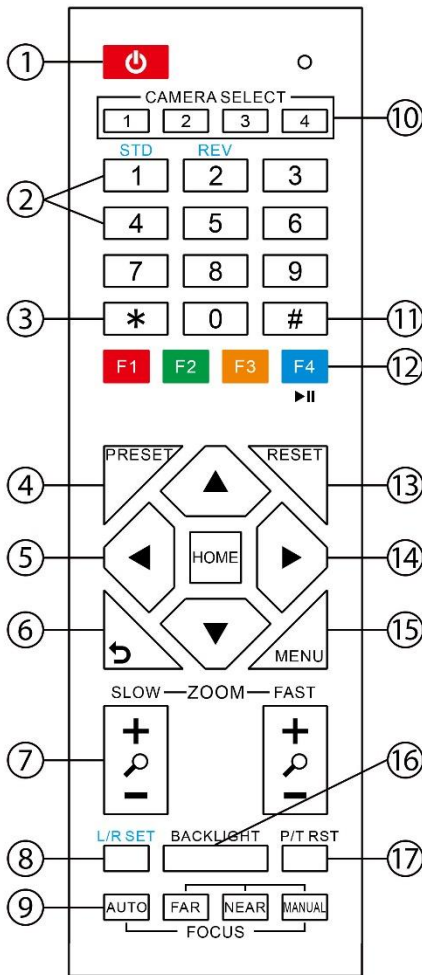 ①
CAMERA SELECT
1 2 3 4 ⑩
STD REV
② 1 2 3
4 5 6
7 8 9
③ * 0 # ⑪
F1 F2 F3 F4 ⑫
④ PRESET RESET ⑬
⑤ HOME ⑭
⑥ MENU ⑮
SLOW ZOOM FAST
⑦ + + ⑯
− −
L/R SET BACKLIGHT P/T RST
⑧ ⑰
⑨ AUTO FAR NEAR MANUAL
FOCUS